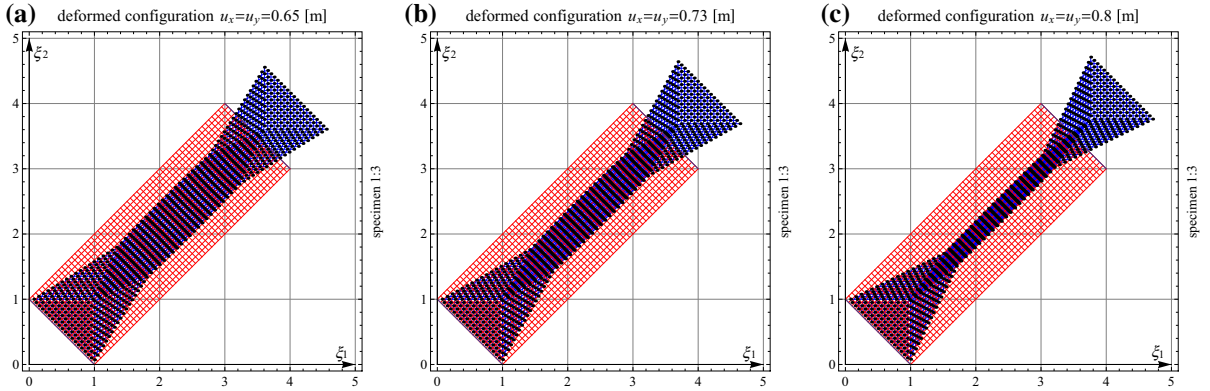 (a) deformed configuration uₓ=u_y=0.65 [m]
5
ξ₂
4
3
2
1
0
0 1 2 3 4 5
ξ₁
specimen 1:3
(b) deformed configuration uₓ=u_y=0.73 [m]
5
ξ₂
4
3
2
1
0
0 1 2 3 4 5
ξ₁
specimen 1:3
(c) deformed configuration uₓ=u_y=0.8 [m]
5
ξ₂
4
3
2
1
0
0 1 2 3 4 5
ξ₁
specimen 1:3